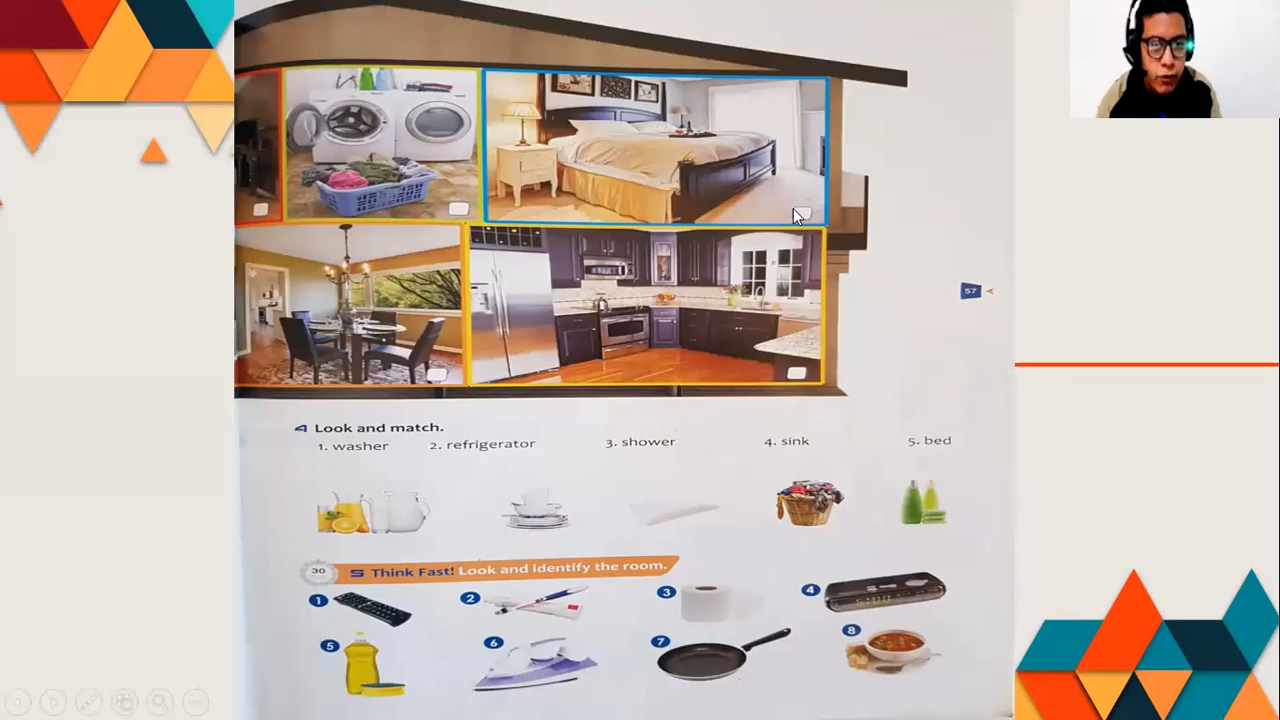 57
4 Look and match.
1. washer 2. refrigerator 3. shower 4. sink 5. bed
30 5 Think Fast! Look and identify the room.
1 2 3 4
5 6 7 8